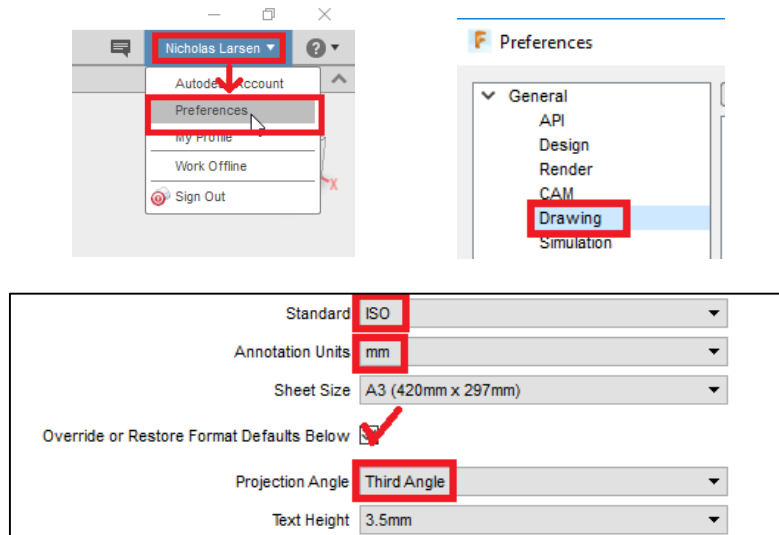 Nicholas Larsen
?
Autodesk Account
Preferences
My Profile
Work Offline
Sign Out
X
F Preferences
General
API
Design
Render
CAM
Drawing
Simulation
Standard ISO
Annotation Units mm
Sheet Size A3 (420mm x 297mm)
Override or Restore Format Defaults Below
Projection Angle Third Angle
Text Height 3.5mm